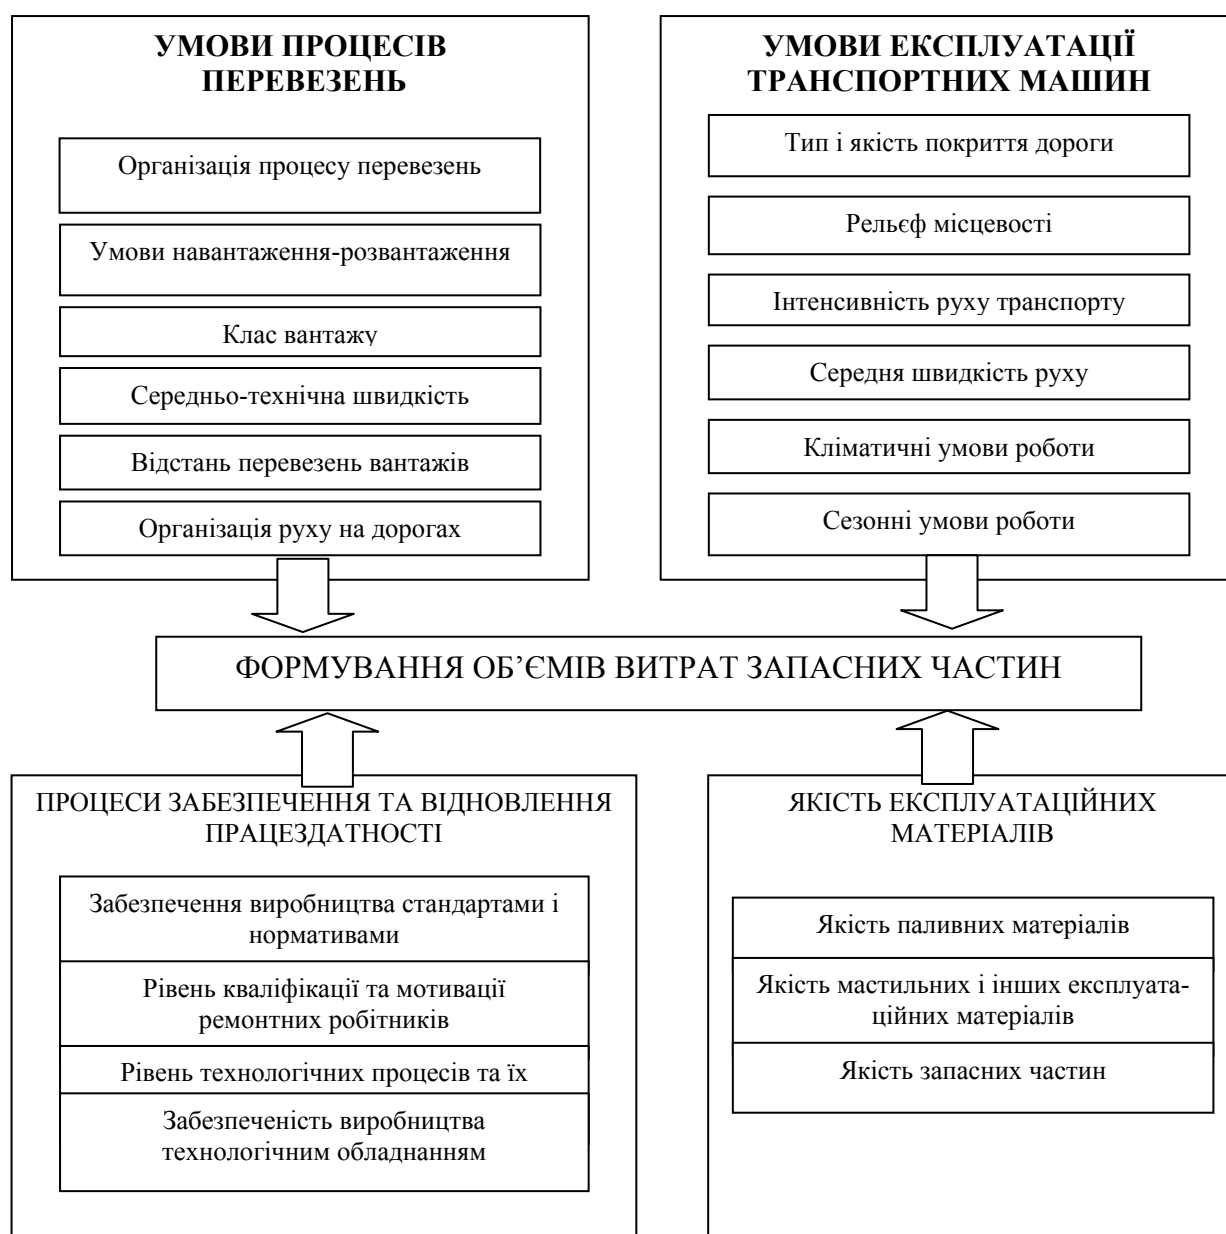 УМОВИ ПРОЦЕСІВ
ПЕРЕВЕЗЕНЬ
Організація процесу перевезень
Умови навантаження-розвантаження
Клас вантажу
Середньо-технічна швидкість
Відстань перевезень вантажів
Організація руху на дорогах
УМОВИ ЕКСПЛУАТАЦІЇ
ТРАНСПОРТНИХ МАШИН
Тип і якість покриття дороги
Рельєф місцевості
Інтенсивність руху транспорту
Середня швидкість руху
Кліматичні умови роботи
Сезонні умови роботи
ФОРМУВАННЯ ОБ’ЄМІВ ВИТРАТ ЗАПАСНИХ ЧАСТИН
ПРОЦЕСИ ЗАБЕЗПЕЧЕННЯ ТА ВІДНОВЛЕННЯ
ПРАЦЕЗДАТНОСТІ
Забезпечення виробництва стандартами і
нормативами
Рівень кваліфікації та мотивації
ремонтних робітників
Рівень технологічних процесів та їх
Забезпеченість виробництва
технологічним обладнанням
ЯКІСТЬ ЕКСПЛУАТАЦІЙНИХ
МАТЕРІАЛІВ
Якість паливних матеріалів
Якість мастильних і інших експлуата-
ційних матеріалів
Якість запасних частин